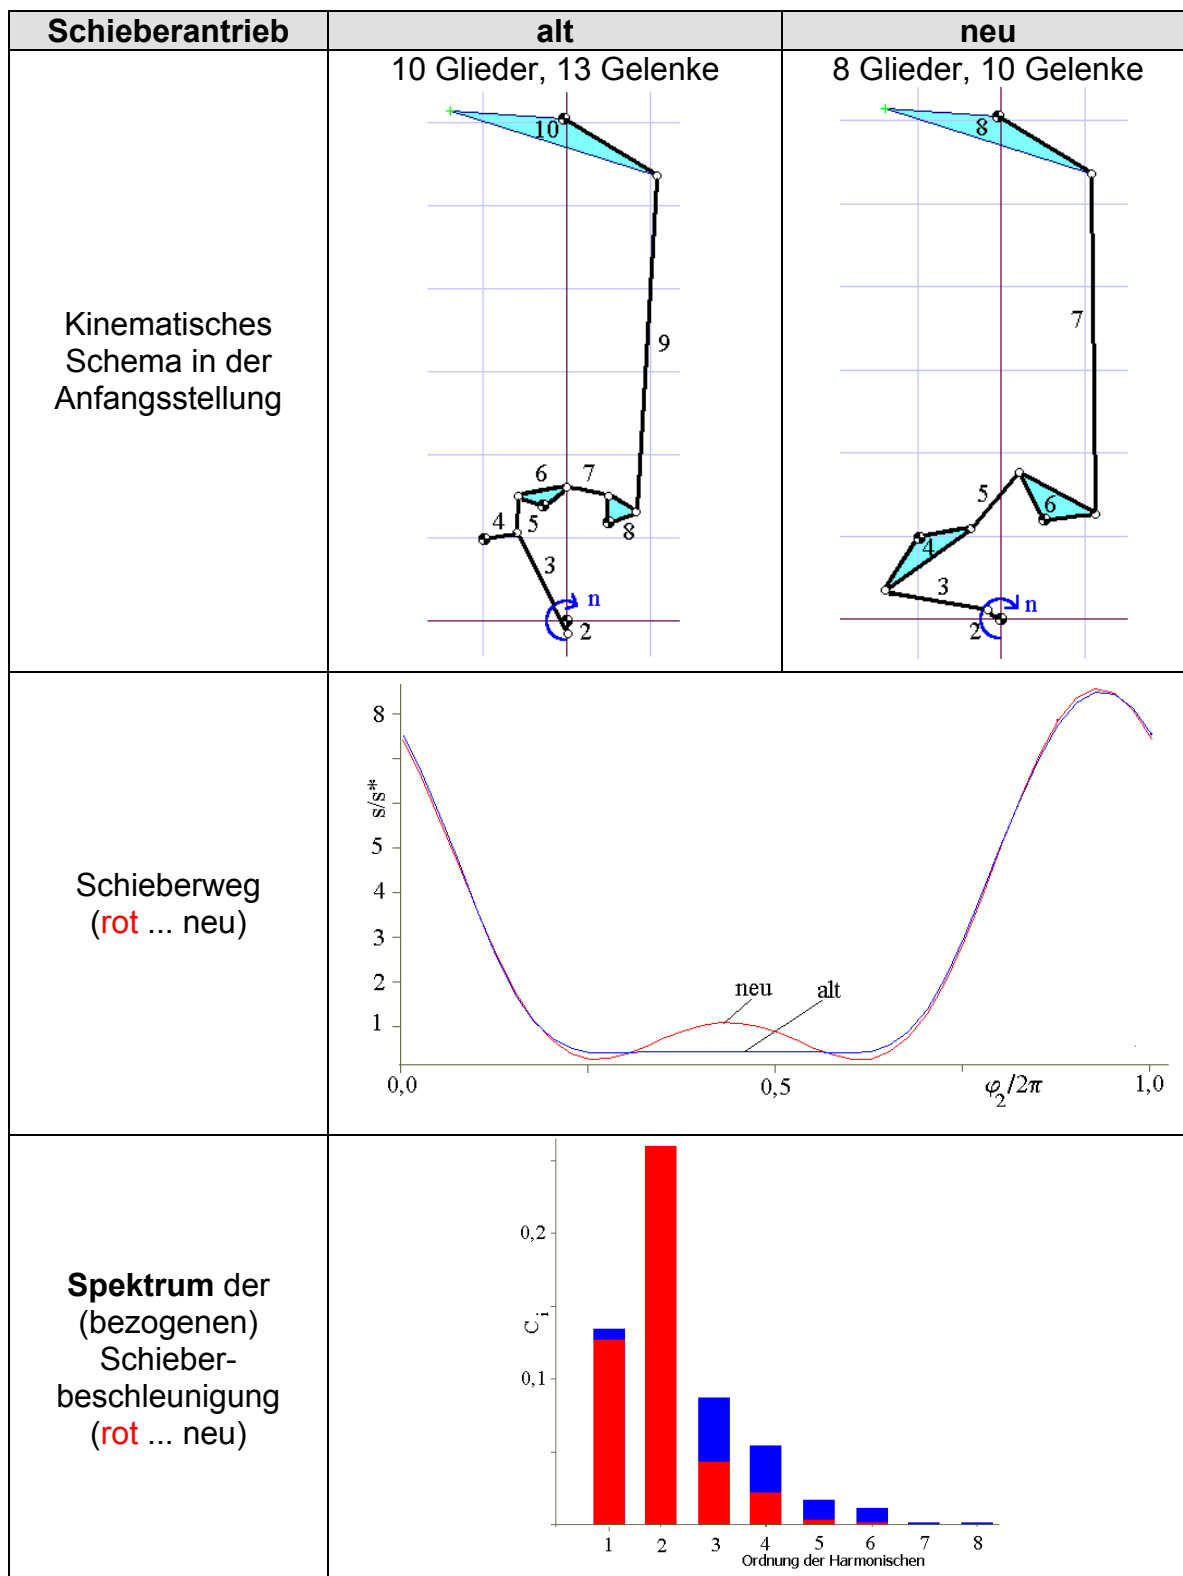 Schieberantrieb
alt
neu
Kinematisches
Schema in der
Anfangsstellung
10 Glieder, 13 Gelenke
10
9
6
7
4
5
8
3
n
2
8 Glieder, 10 Gelenke
8
7
5
6
4
3
n
2
Schieberweg
(rot ... neu)
8
s/s*
5
4
3
2
1
neu
alt
0,0
0,5
φ₂/2π
1,0
Spektrum der
(bezogenen)
Schieber-
beschleunigung
(rot ... neu)
0,2
C i
0,1
1 2 3 4 5 6 7 8
Ordnung der Harmonischen